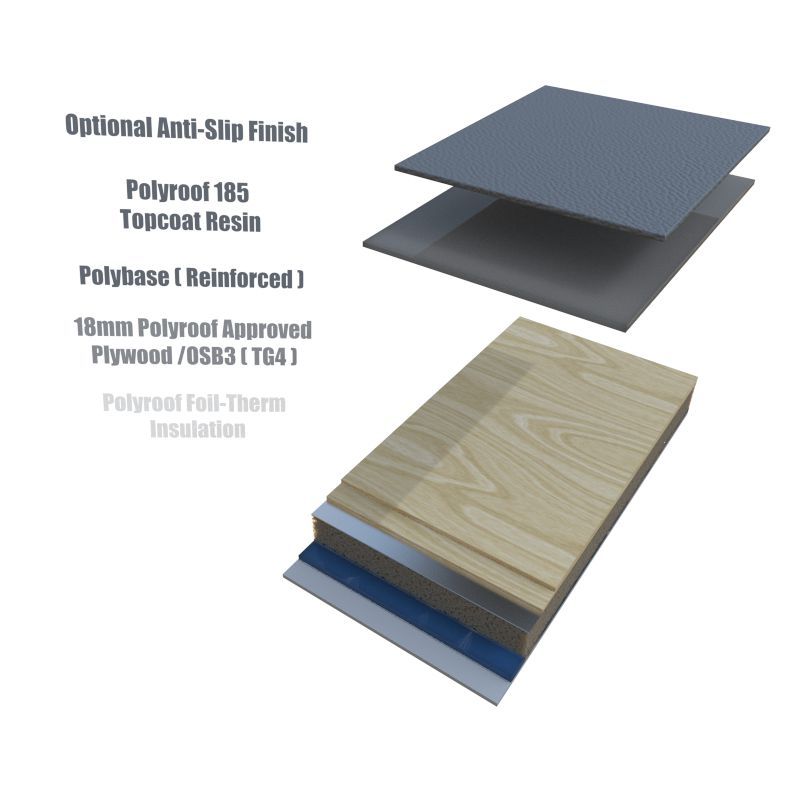 Optional Anti-Slip Finish
Polyroof 185
Topcoat Resin
Polybase ( Reinforced )
18mm Polyroof Approved
Plywood /OSB3 ( TG4 )
Polyroof Foil-Therm
Insulation